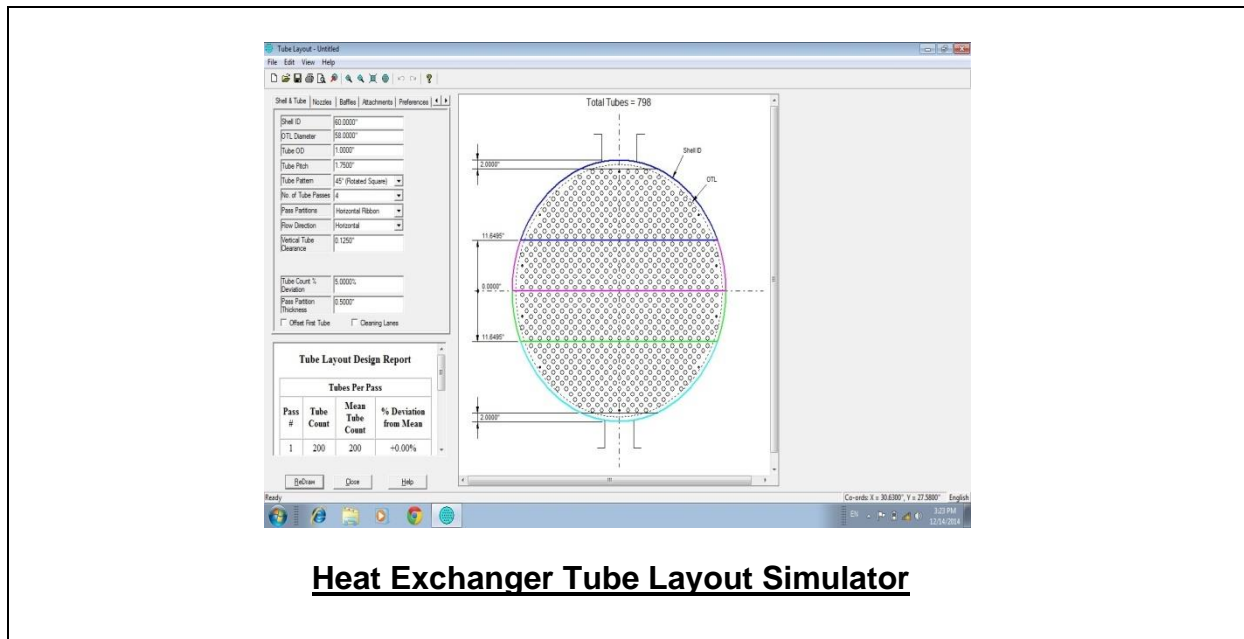 Tube Layout - Untitled
File Edit View Help
Shell & Tube Nozzles Baffles Attachments Preferences
Shell ID 60.0000"
OTL Diameter 58.0000"
Tube OD 1.0000"
Tube Pitch 1.7500"
Tube Pattern 45° (Rotated Square)
No. of Tube Passes 4
Pass Partitions Horizontal Ribbon
Flow Direction Horizontal
Vertical Tube Clearance 0.1250"
Tube Count % Deviation 5.0000%
Pass Partition Thickness 0.5000"
Offset First Tube Cleaning Lanes
Tube Layout Design Report
Tubes Per Pass
Pass # Tube Count Mean Tube Count % Deviation from Mean
1 200 200 +0.00%
ReDraw Close Help
Total Tubes = 798
Shell ID
OTL
2.0000"
11.6495"
0.0000"
11.6495"
2.0000"
Ready
Co-ords: X = 30.6300", Y = 27.5800" English
EN
3:23 PM
12/14/2014
Heat Exchanger Tube Layout Simulator